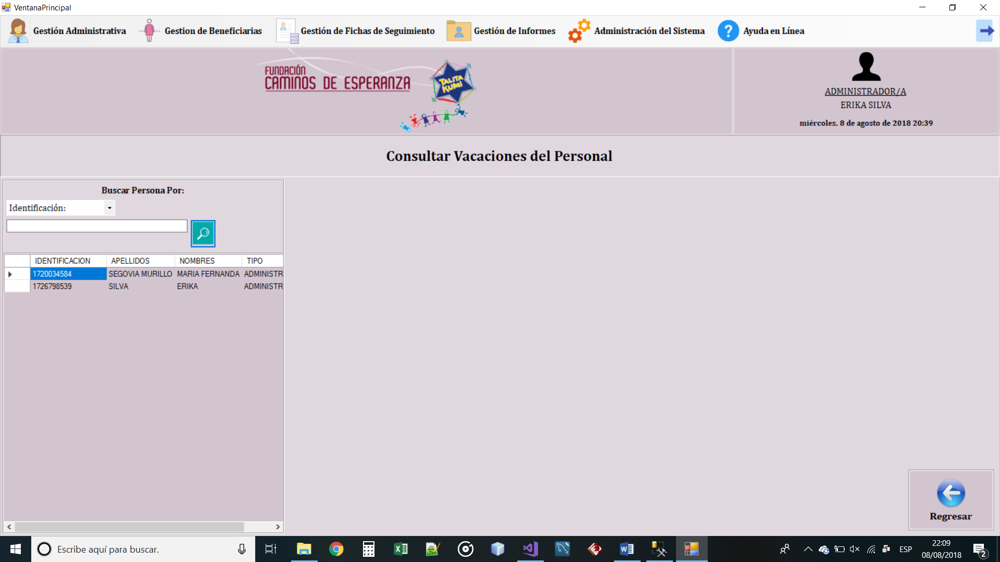 VentanaPrincipal
Gestión Administrativa
Gestion de Beneficiarias
Gestión de Fichas de Seguimiento
Gestión de Informes
Administración del Sistema
? Ayuda en Línea
FUNDACIÓN
CAMINOS DE ESPERANZA
TALITA
KUMI
ADMINISTRADOR/A
ERIKA SILVA
miércoles, 8 de agosto de 2018 20:39
Consultar Vacaciones del Personal
Buscar Persona Por:
Identificación:
IDENTIFICACION APELLIDOS NOMBRES TIPO
1720034584 SEGOVIA MURILLO MARIA FERNANDA ADMINISTR
1726798539 SILVA ERIKA ADMINISTR
Regresar
Escribe aquí para buscar.
ESP
22:09
08/08/2018
2